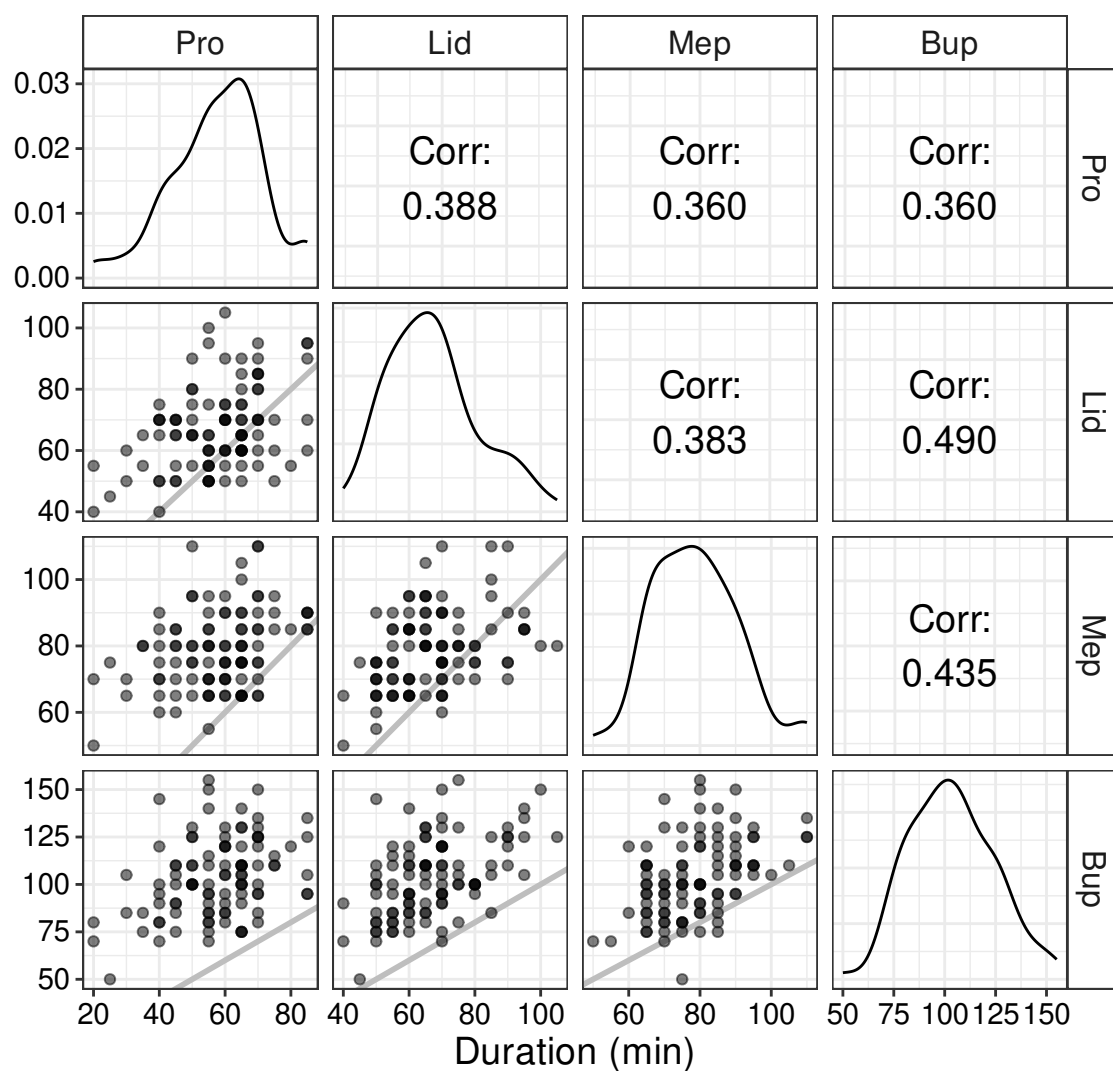 Pro Lid Mep Bup
0.03
0.02
0.01
0.00
Corr:
0.388
Corr:
0.360
Corr:
0.360
Pro
100
80
60
40
Corr:
0.383
Corr:
0.490
Lid
100
80
60
Corr:
0.435
Mep
150
125
100
75
50
Bup
20 40 60 80 40 60 80 100 60 80 100 50 75 100 125 150
Duration (min)